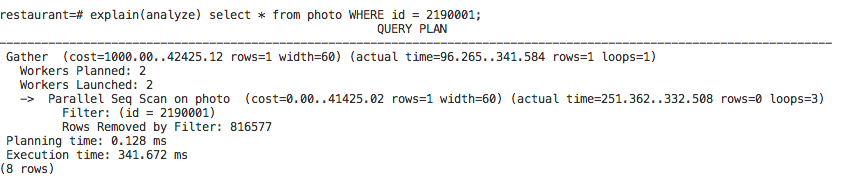 restaurant=# explain(analyze) select * from photo WHERE id = 2190001;
QUERY PLAN
Gather  (cost=1000.00..42425.12 rows=1 width=60) (actual time=96.265..341.584 rows=1 loops=1)
Workers Planned: 2
Workers Launched: 2
->  Parallel Seq Scan on photo  (cost=0.00..41425.02 rows=1 width=60) (actual time=251.362..332.508 rows=0 loops=3)
Filter: (id = 2190001)
Rows Removed by Filter: 816577
Planning time: 0.128 ms
Execution time: 341.672 ms
(8 rows)